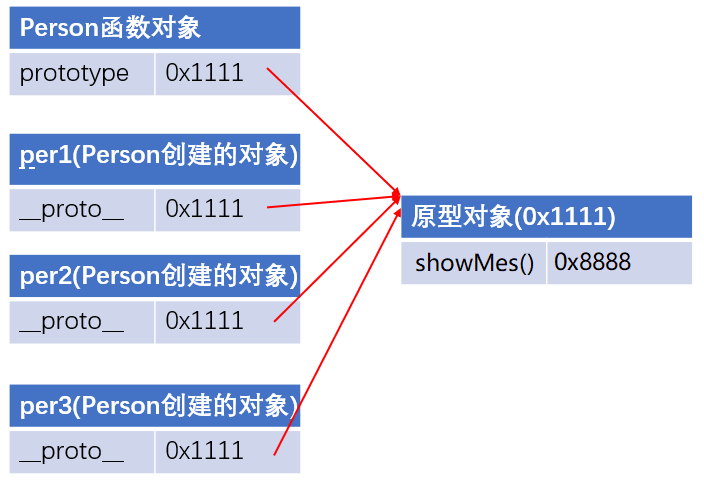 Person函数对象
prototype 0x1111
per1(Person创建的对象)
__proto__ 0x1111
per2(Person创建的对象)
__proto__ 0x1111
per3(Person创建的对象)
__proto__ 0x1111
原型对象(0x1111)
showMes() 0x8888